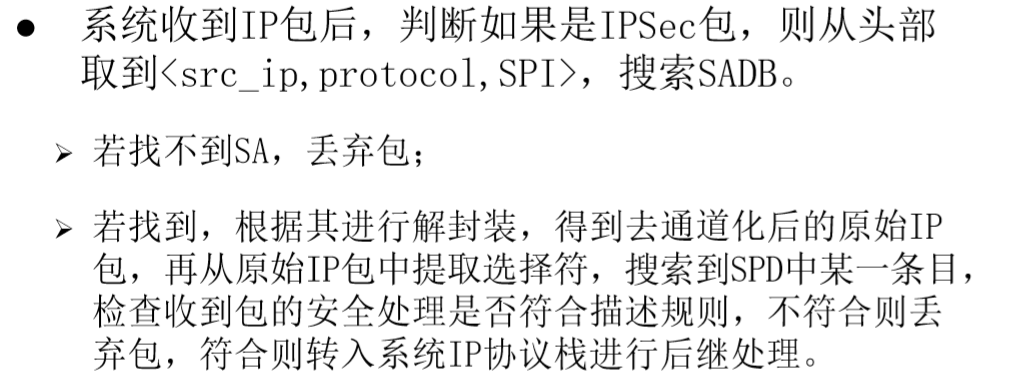 ● 系统收到IP包后，判断如果是IPSec包，则从头部
取到<src_ip,protocol,SPI>，搜索SADB。
➢ 若找不到SA，丢弃包；
➢ 若找到，根据其进行解封装，得到去通道化后的原始IP
包，再从原始IP包中提取选择符，搜索到SPD中某一条目，
检查收到包的安全处理是否符合描述规则，不符合则丢
弃包，符合则转入系统IP协议栈进行后继处理。